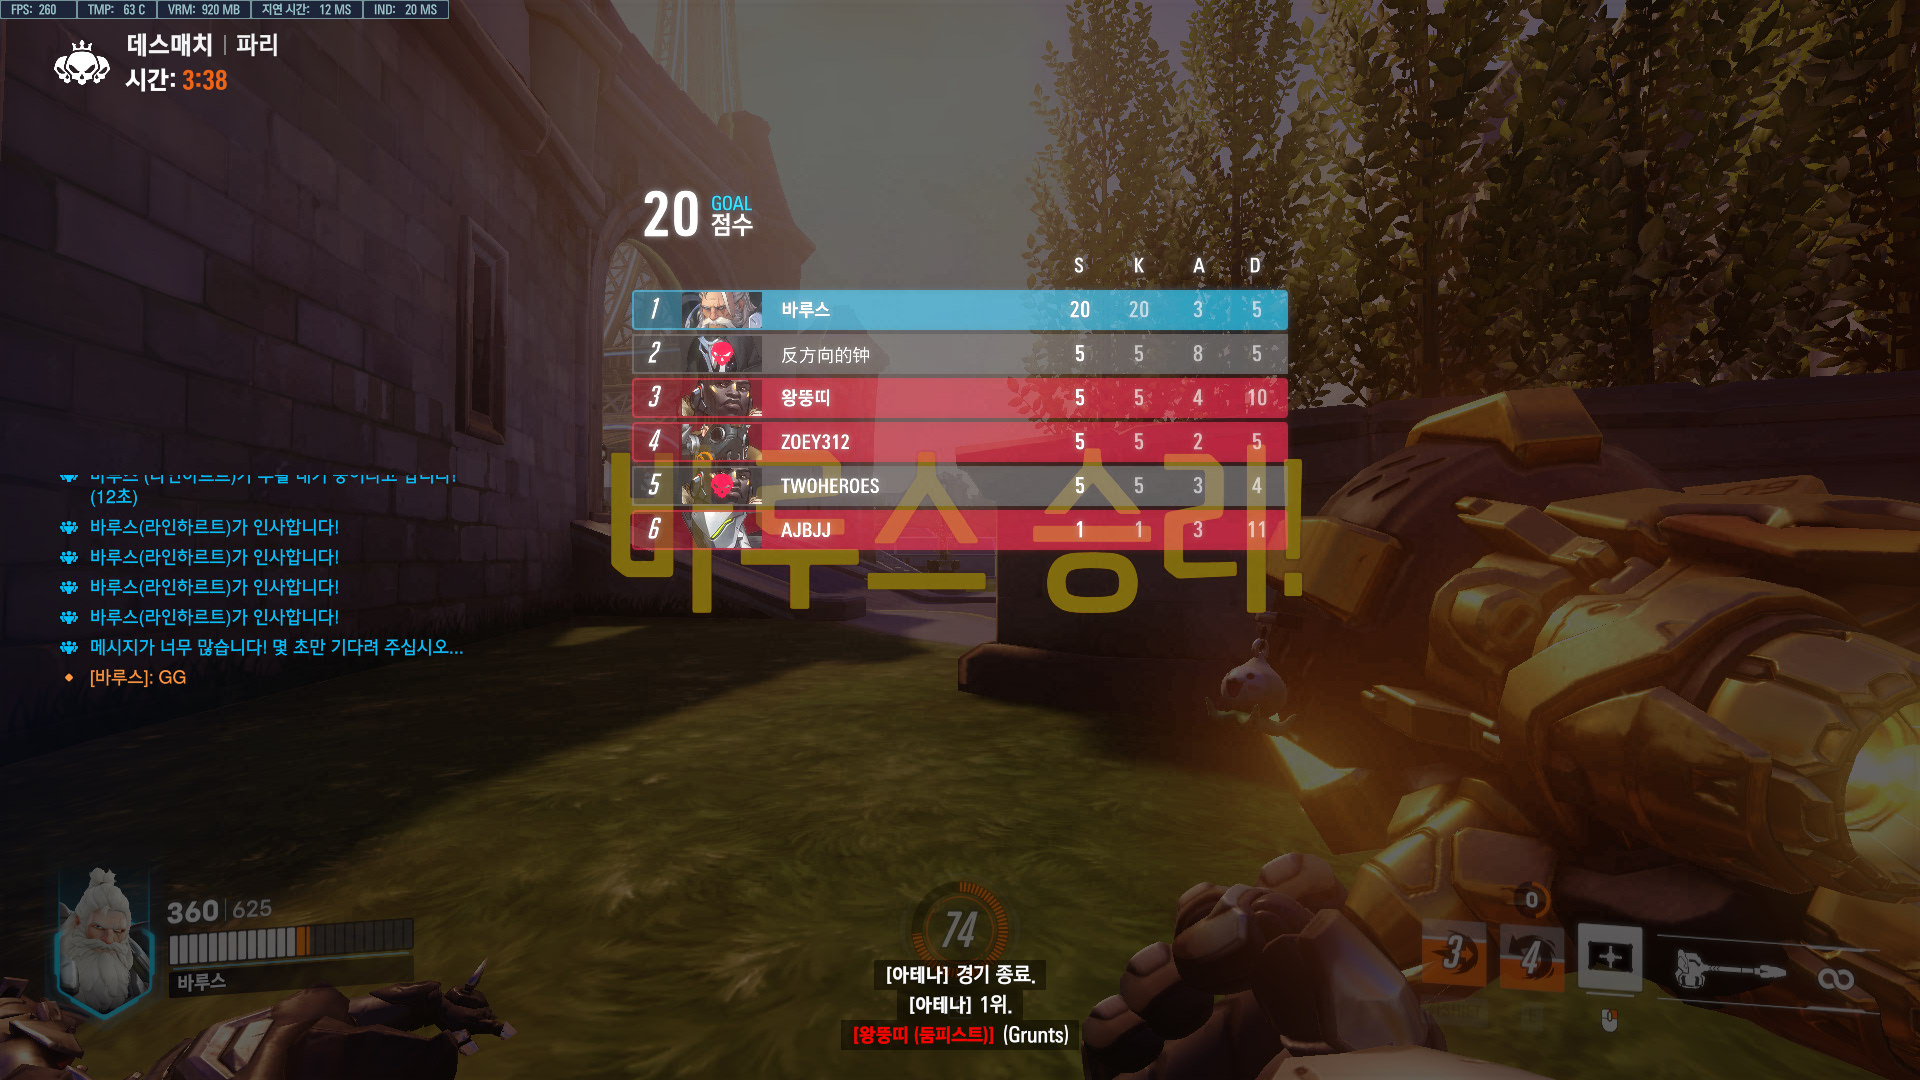 FPS: 260 TMP: 63 C VRM: 920 MB 지연 시간: 12 MS IND: 20 MS
데스매치 | 파리
시간: 3:38
20 GOAL 점수
S K A D
1 바루스 20 20 3 5
2 反方向的钟 5 5 8 5
3 왕뚱띠 5 5 4 10
4 ZOEY312 5 5 2 5
5 TWOHEROES 5 5 3 4
6 AJBJJ 1 1 3 11
바루스 승리!
(12초)
바루스(라인하르트)가 인사합니다!
바루스(라인하르트)가 인사합니다!
바루스(라인하르트)가 인사합니다!
바루스(라인하르트)가 인사합니다!
메시지가 너무 많습니다! 몇 초만 기다려 주십시오...
[바루스]: GG
360 | 625
바루스
74
[아테나] 경기 종료.
[아테나] 1위.
[왕뚱띠 (둠피스트)] (Grunts)
0
3 4